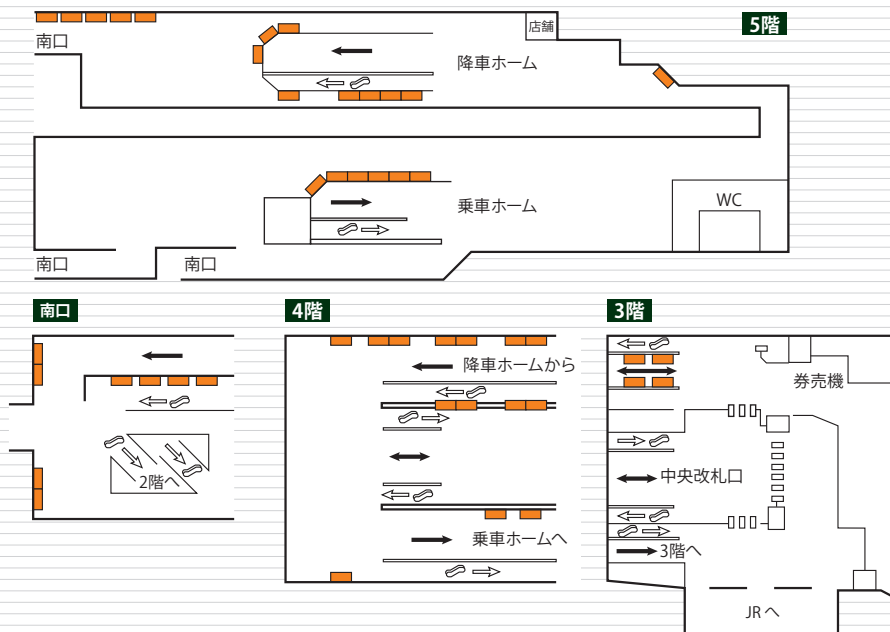 5階
店舗
南口
降車ホーム
乗車ホーム
WC
南口
南口
南口
2階へ
4階
降車ホームから
乗車ホームへ
3階
券売機
中央改札口
3階へ
JRへ